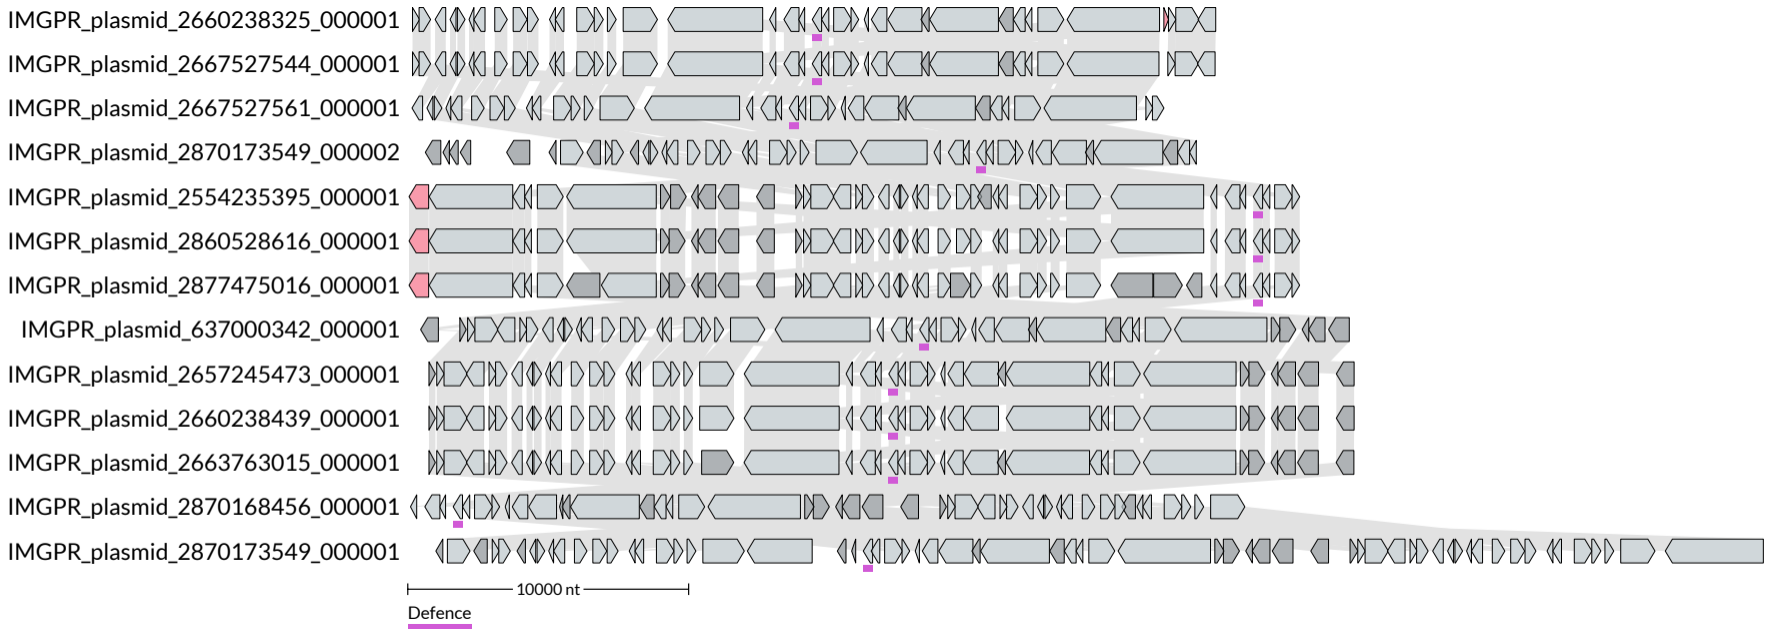 IMGPR_plasmid_2660238325_000001
IMGPR_plasmid_2667527544_000001
IMGPR_plasmid_2667527561_000001
IMGPR_plasmid_2870173549_000002
IMGPR_plasmid_2554235395_000001
IMGPR_plasmid_2860528616_000001
IMGPR_plasmid_2877475016_000001
IMGPR_plasmid_637000342_000001
IMGPR_plasmid_2657245473_000001
IMGPR_plasmid_2660238439_000001
IMGPR_plasmid_2663763015_000001
IMGPR_plasmid_2870168456_000001
IMGPR_plasmid_2870173549_000001
10000 nt
Defence